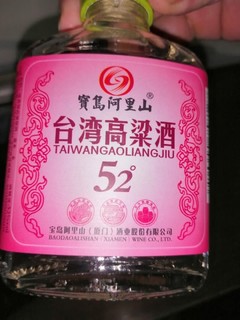 寶島阿里山®
台湾高粱酒
TAIWANGAOLIANGJIU
52°
宝岛阿里山（厦门）酒业股份有限公司
BAODAOALISHAN (XIAMEN) WINE CO., LTD.